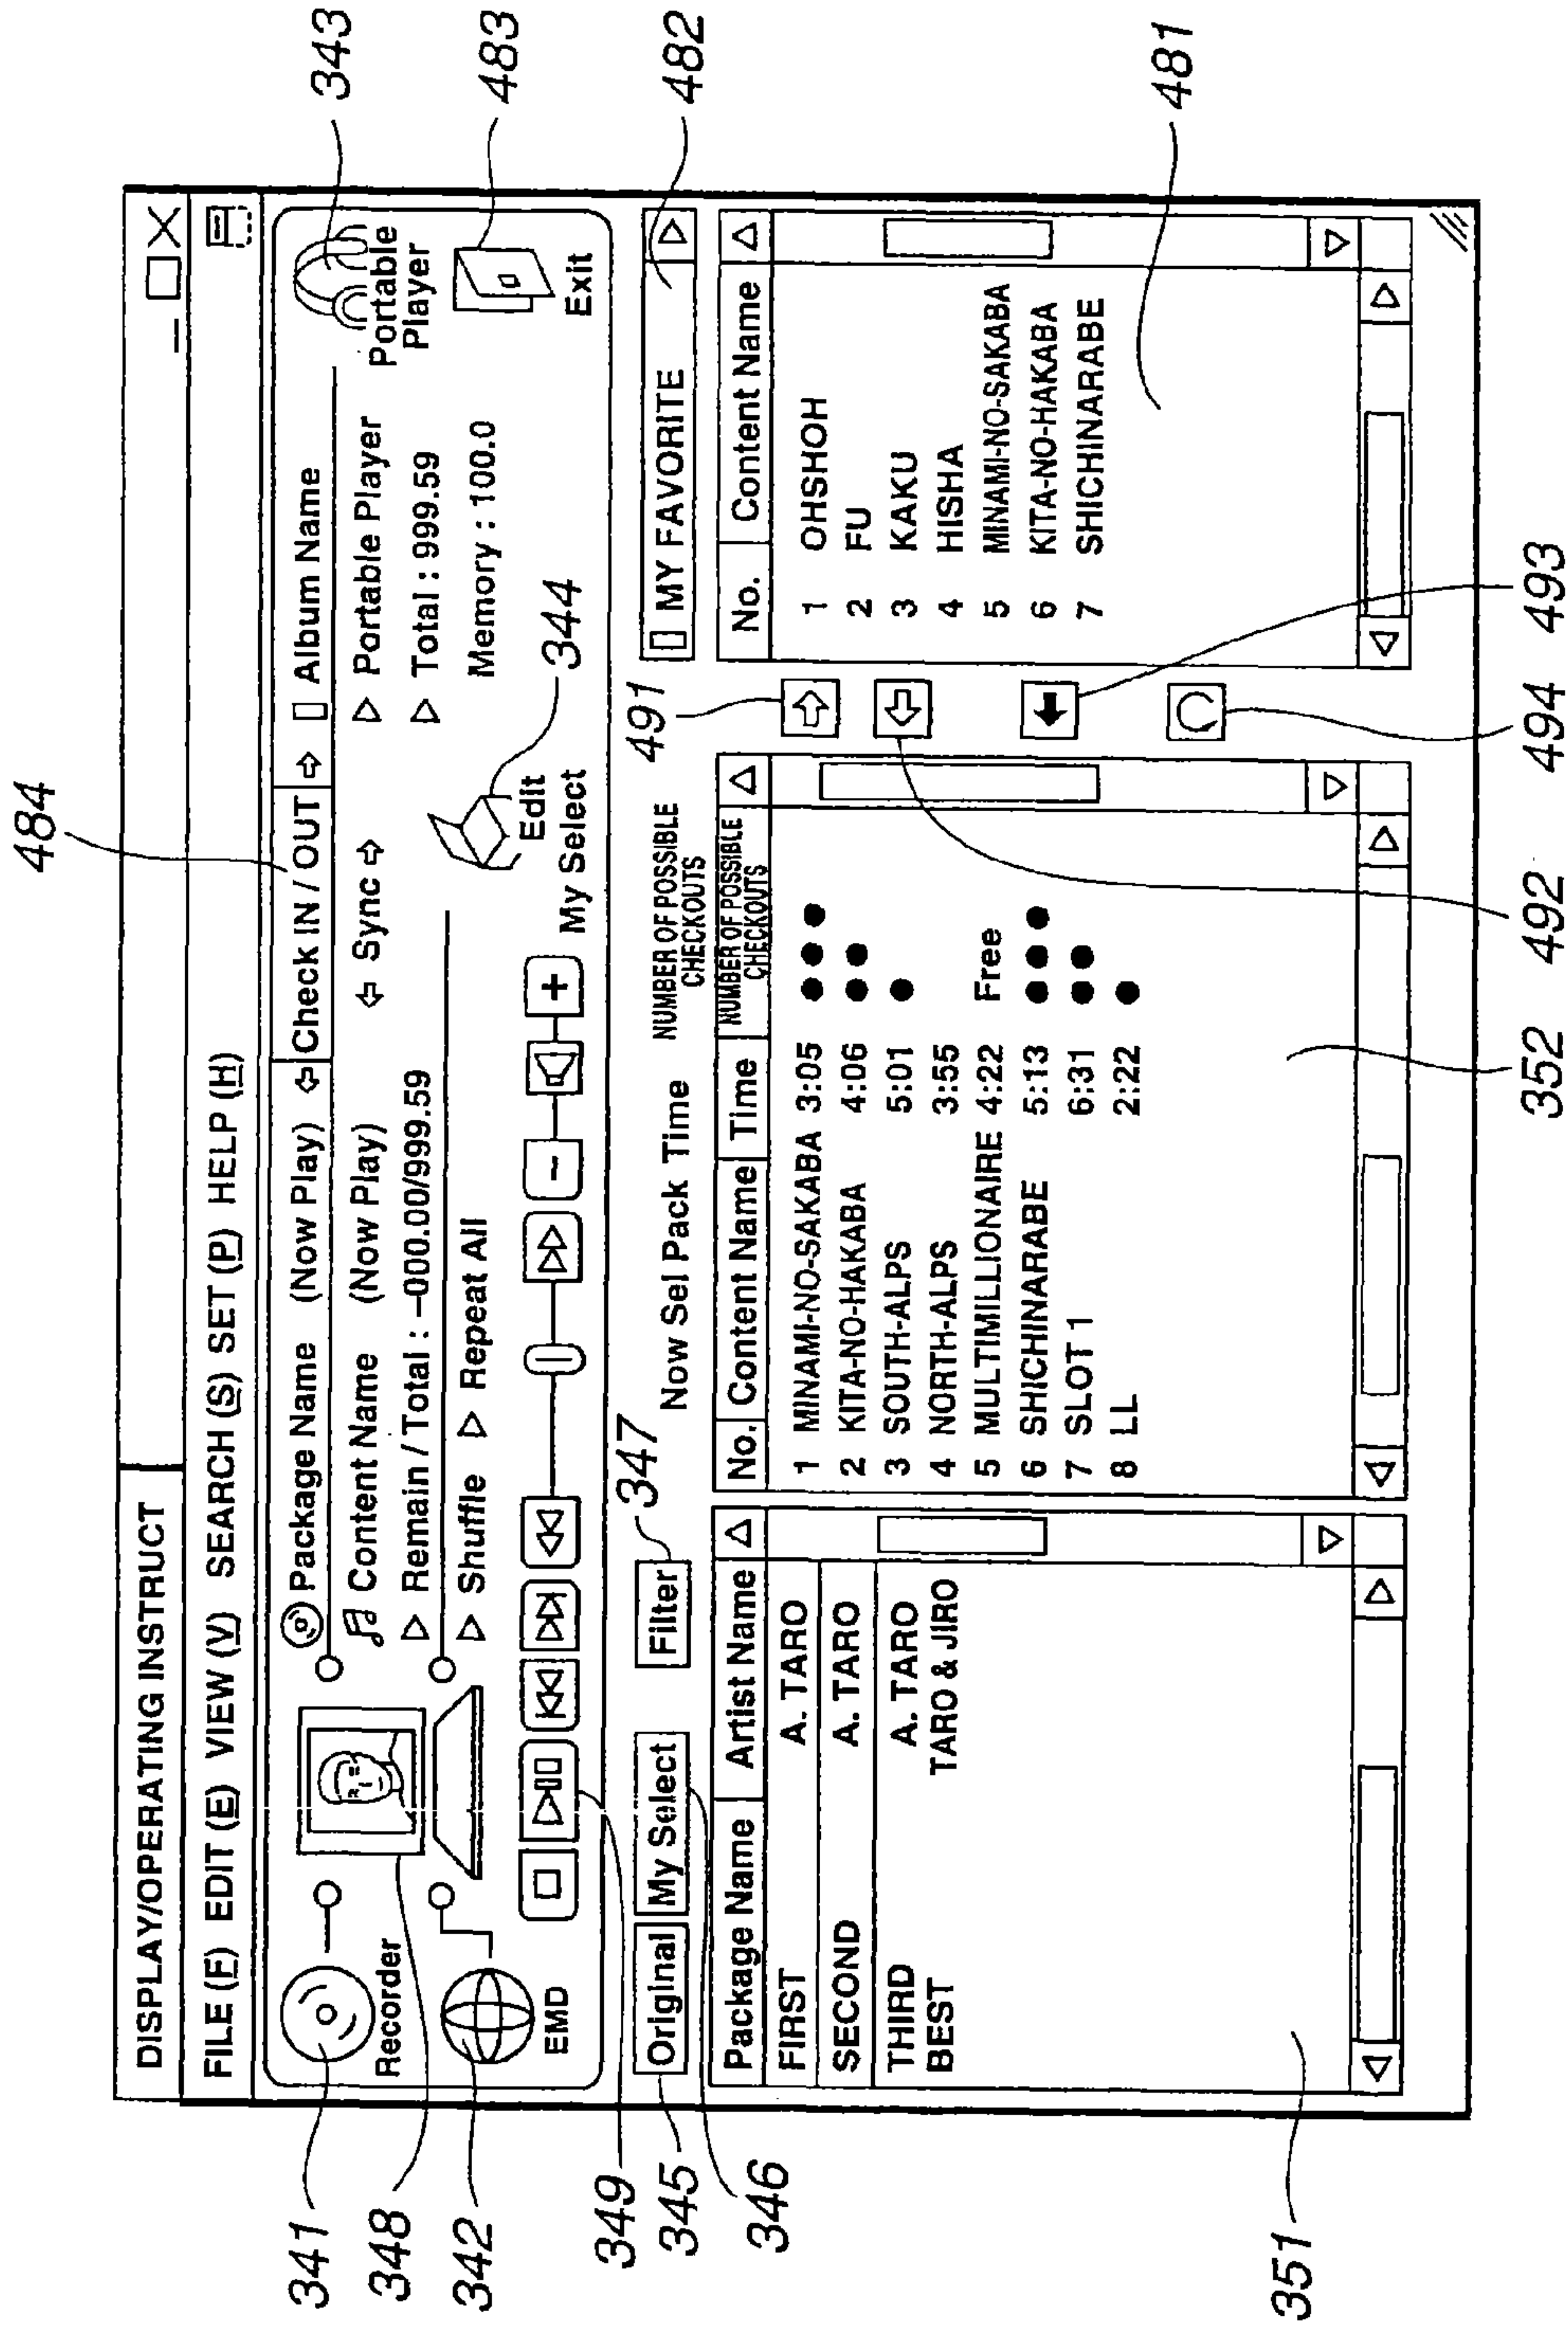 484
DISPLAY/OPERATING INSTRUCT
FILE (F) EDIT (E) VIEW (V) SEARCH (S) SET (P) HELP (H)
341
348
342
349
345
346
351
Recorder
EMD
Package Name (Now Play)
Content Name (Now Play)
Remain / Total : –000.00/999.59
Shuffle Repeat All
Check IN / OUT
Sync
Album Name
Portable Player
Total : 999.59
Memory : 100.0
Edit
My Select
344
Portable
Player
Exit
343
483
482
481
Original My Select Filter
347
Now Sel Pack Time
NUMBER OF POSSIBLE
CHECKOUTS
491
MY FAVORITE
Package Name Artist Name
FIRST A. TARO
SECOND A. TARO
THIRD A. TARO
BEST TARO & JIRO
No. Content Name Time NUMBER OF POSSIBLE
CHECKOUTS
1 MINAMI-NO-SAKABA 3:05
2 KITA-NO-HAKABA 4:06
3 SOUTH-ALPS 5:01
4 NORTH-ALPS 3:55
5 MULTIMILLIONAIRE 4:22 Free
6 SHICHINARABE 5:13
7 SLOT 1 6:31
8 LL 2:22
No. Content Name
1 OHSHOH
2 FU
3 KAKU
4 HISHA
5 MINAMI-NO-SAKABA
6 KITA-NO-HAKABA
7 SHICHINARABE
352
492
494
493